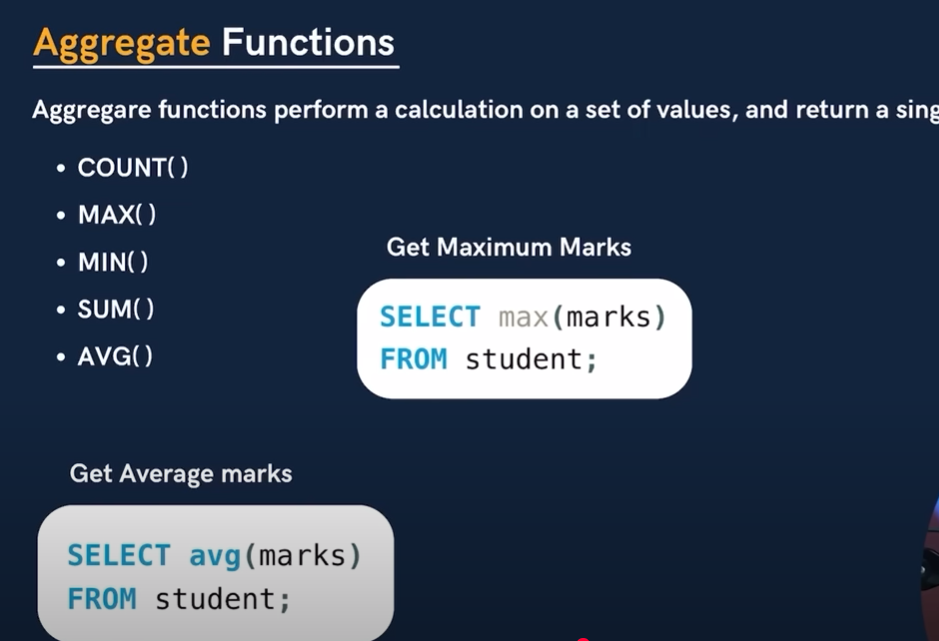 Aggregate Functions
Aggregare functions perform a calculation on a set of values, and return a sing
• COUNT( )
• MAX( )
• MIN( )
• SUM( )
• AVG( )
Get Maximum Marks
SELECT max(marks)
FROM student;
Get Average marks
SELECT avg(marks)
FROM student;